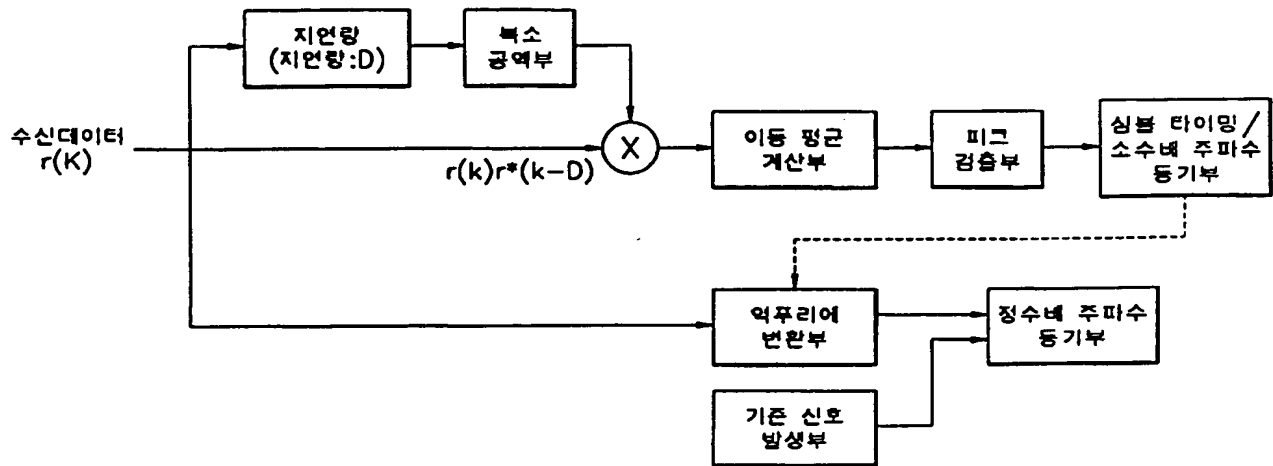 지연량
(지연량:D)
복소
공액부
수신데이터
r(K)
r(k)r*(k-D)
X
이동 평균
계산부
피크
검출부
심볼 타이밍/
소수배 주파수
동기부
역푸리에
변환부
정수배 주파수
동기부
기준 신호
발생부